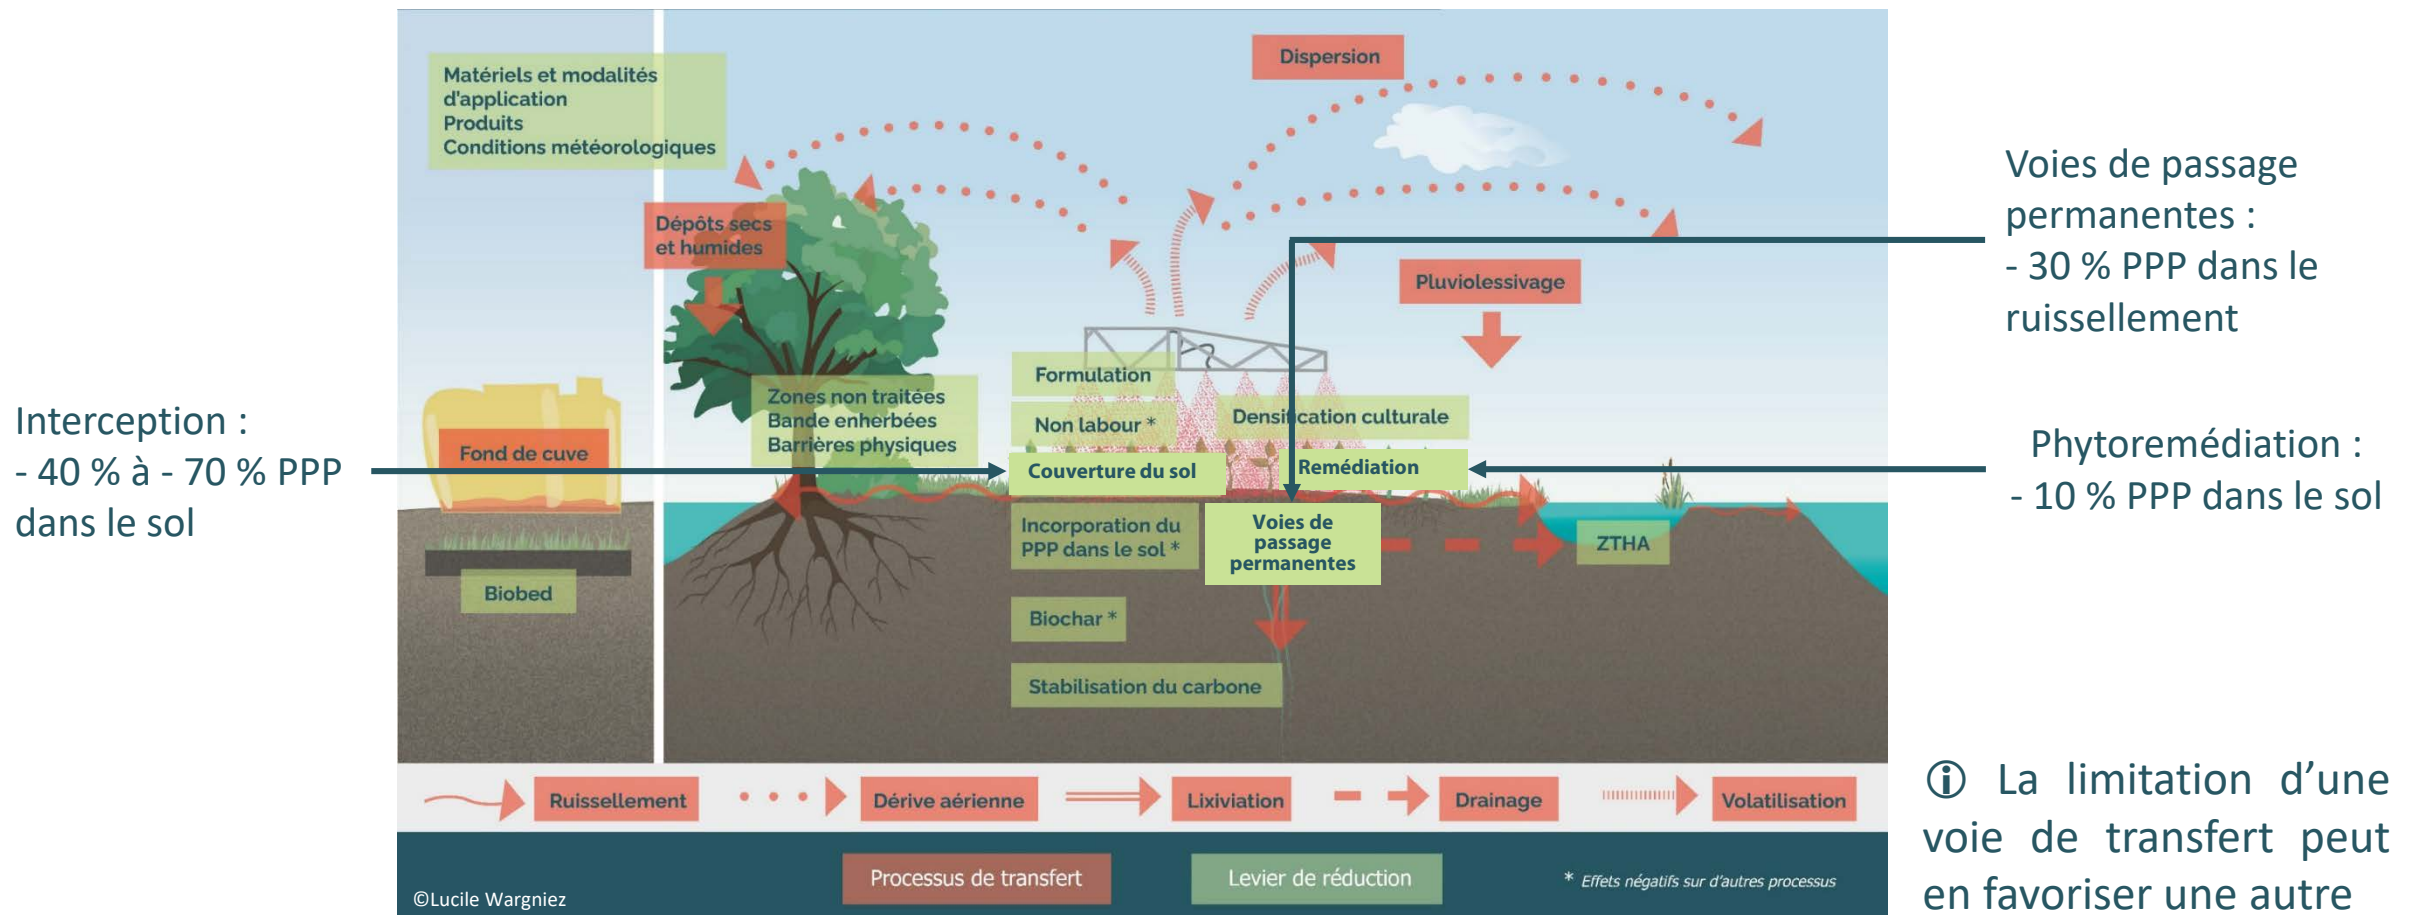 Matériels et modalités
d'application
Produits
Conditions météorologiques
Dispersion
Dépôts secs
et humides
Pluviolessivage
Voies de passage
permanentes :
- 30 % PPP dans le
ruissellement
Interception :
- 40 % à - 70 % PPP
dans le sol
Fond de cuve
Biobed
Zones non traitées
Bande enherbées
Barrières physiques
Formulation
Non labour *
Densification culturale
Couverture du sol
Remédiation
Phytoremédiation :
- 10 % PPP dans le sol
Incorporation du
PPP dans le sol *
Voies de
passage
permanentes
ZTHA
Biochar *
Stabilisation du carbone
Ruissellement
Dérive aérienne
Lixiviation
Drainage
Volatilisation
ⓘ La limitation d’une
voie de transfert peut
en favoriser une autre
©Lucile Wargniez
Processus de transfert
Levier de réduction
* Effets négatifs sur d'autres processus